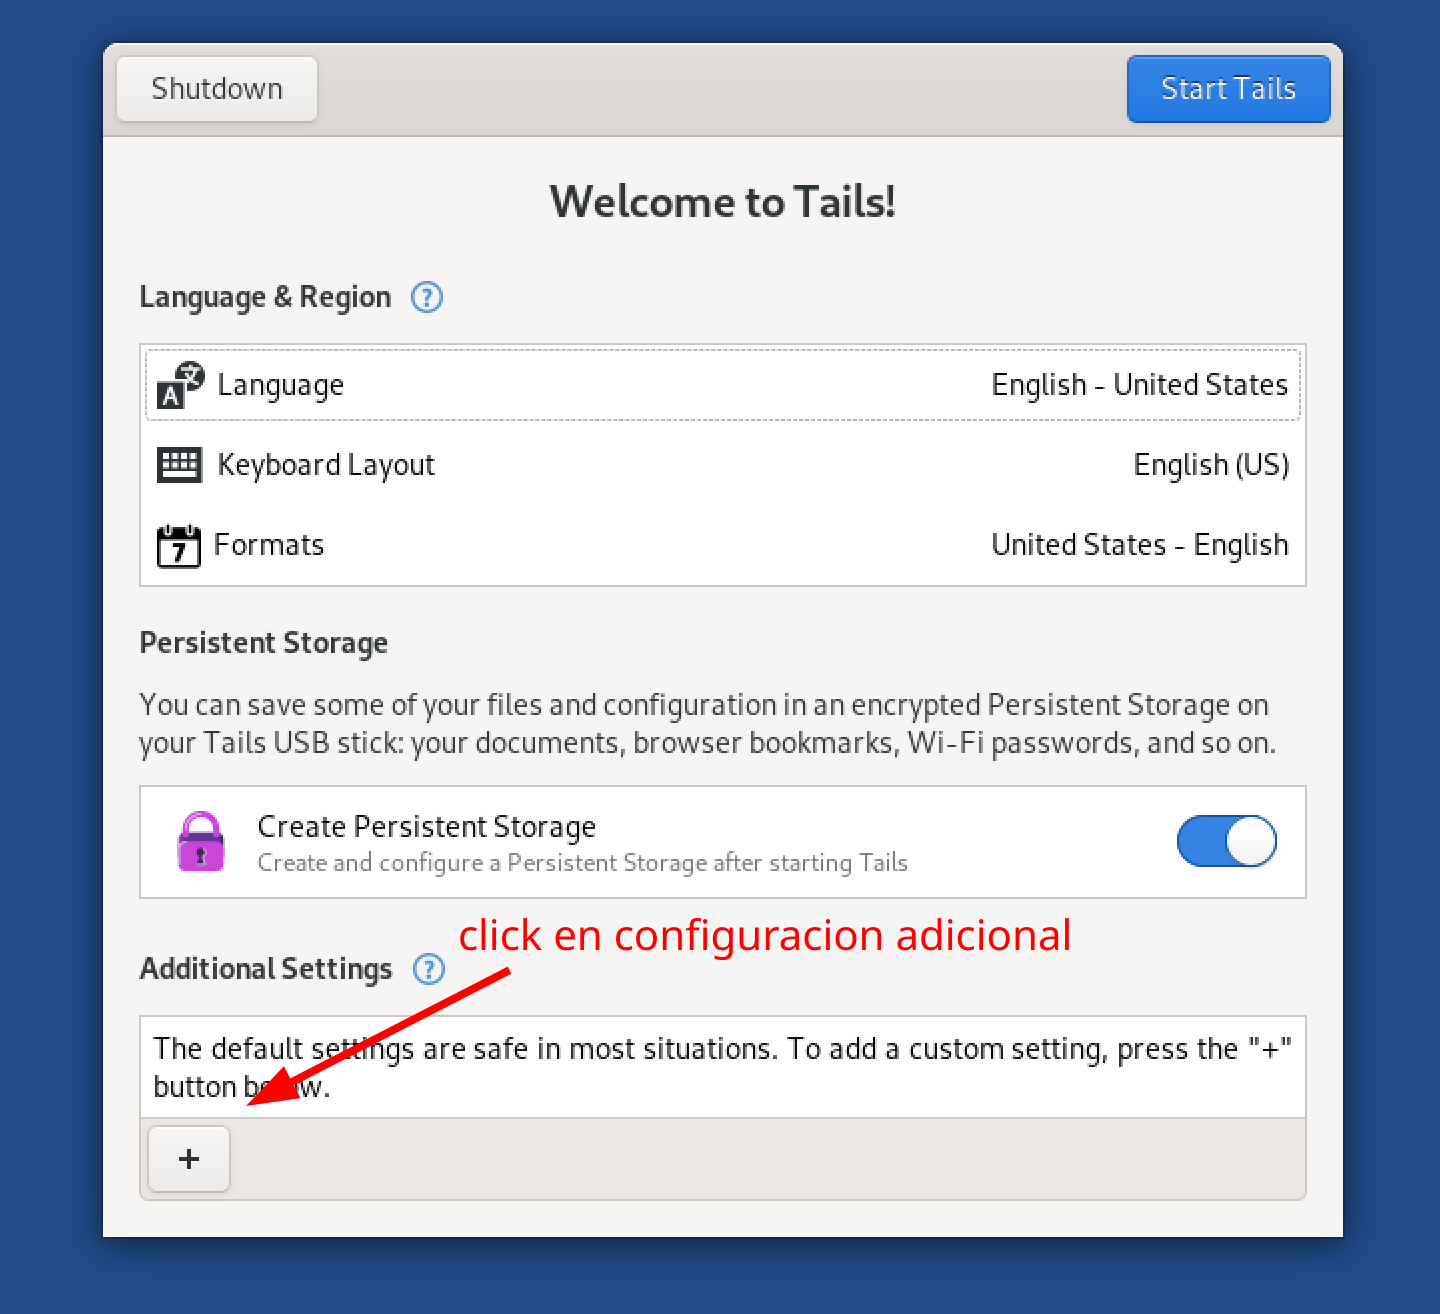 Shutdown
Start Tails
Welcome to Tails!
Language & Region ?
Language English - United States
Keyboard Layout English (US)
7 Formats United States - English
Persistent Storage
You can save some of your files and configuration in an encrypted Persistent Storage on
your Tails USB stick: your documents, browser bookmarks, Wi-Fi passwords, and so on.
Create Persistent Storage
Create and configure a Persistent Storage after starting Tails
click en configuracion adicional
Additional Settings ?
The default settings are safe in most situations. To add a custom setting, press the "+"
button below.
+